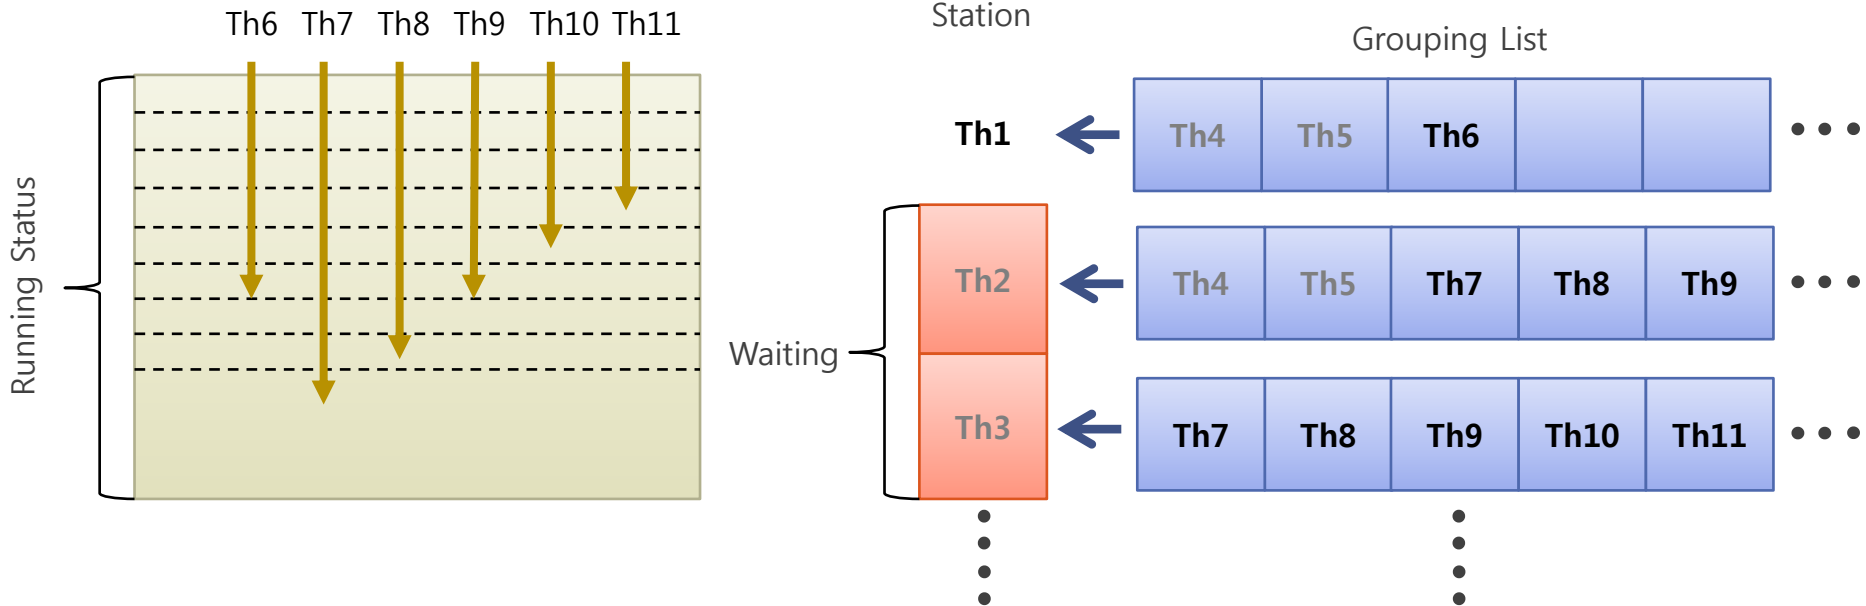 Th6 Th7 Th8 Th9 Th10 Th11
Running Status
Station
Grouping List
Th1
Th4 Th5 Th6
Waiting
Th2
Th4 Th5 Th7 Th8 Th9
Th3
Th7 Th8 Th9 Th10 Th11